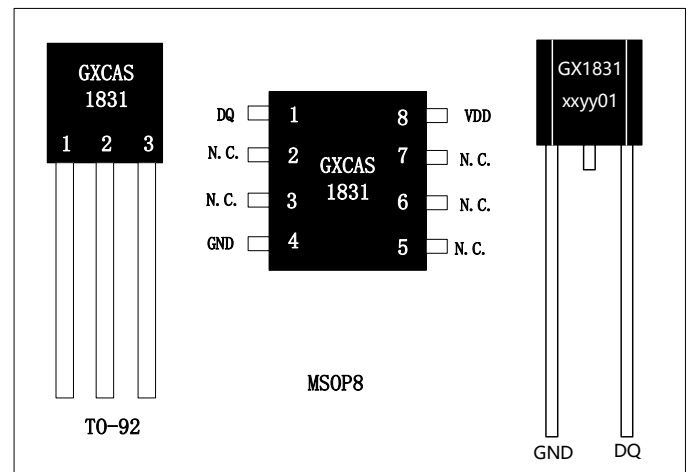 GXCAS
1831
1 2 3
TO-92
DQ 1 8 VDD
N.C. 2 7 N.C.
GXCAS
1831
N.C. 3 6 N.C.
GND 4 5 N.C.
MSOP8
GX1831
xxyy01
GND DQ